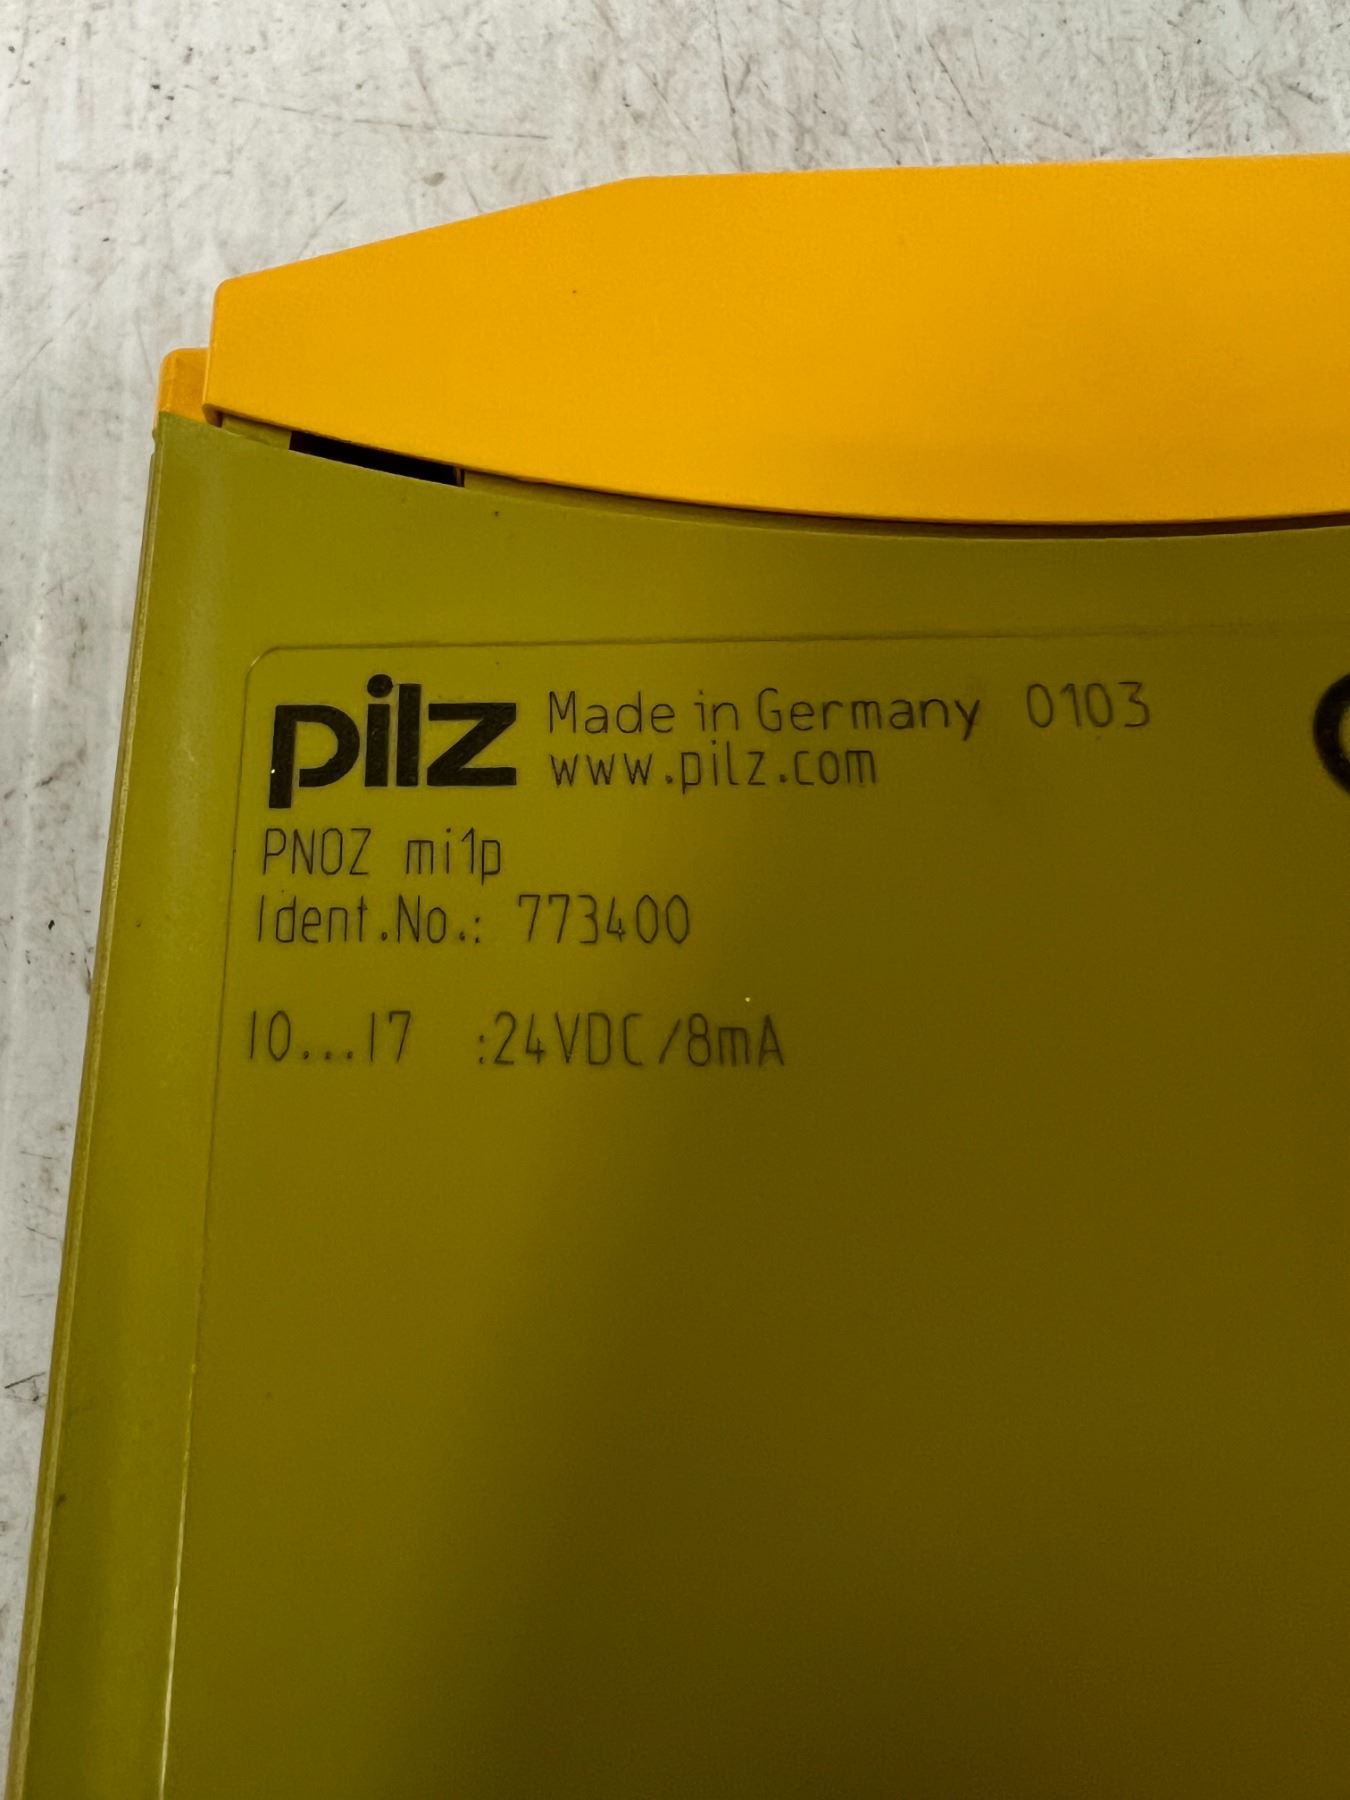 pilz Made in Germany 0103
www.pilz.com
PNOZ mi1p
Ident.No.: 773400
I0...I7 :24VDC/8mA